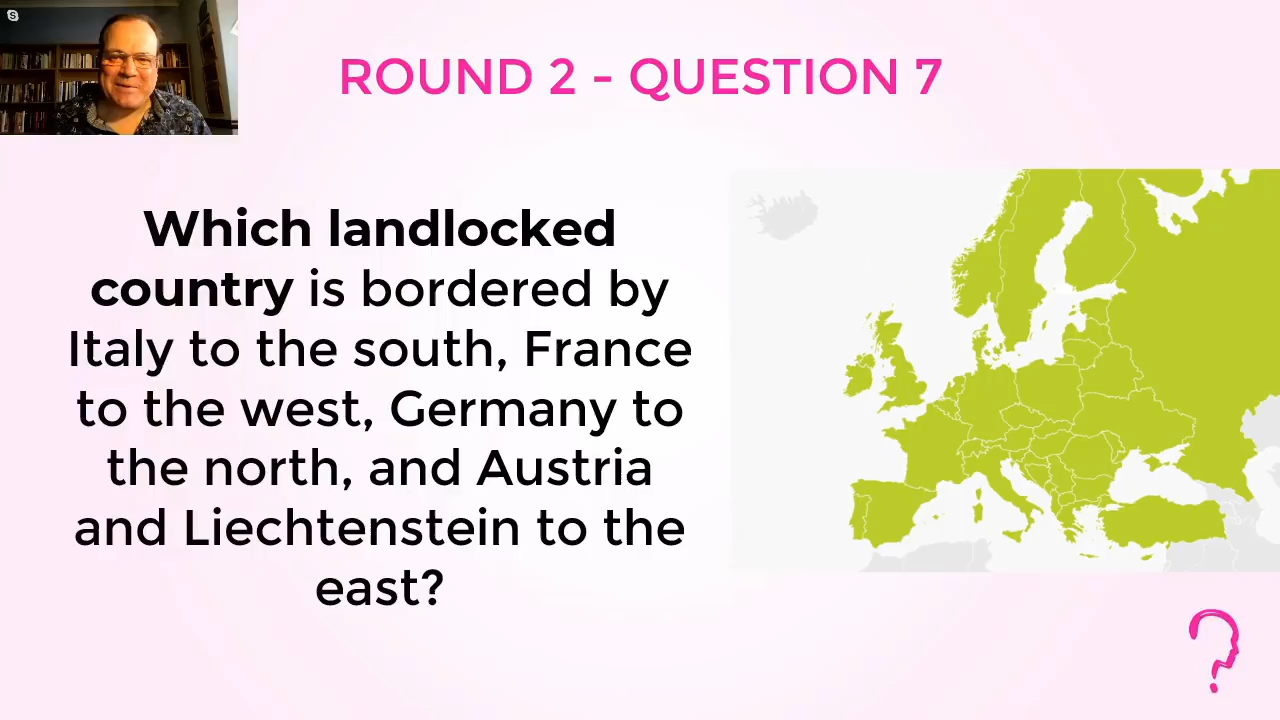 ROUND 2 - QUESTION 7
Which landlocked
country is bordered by
Italy to the south, France
to the west, Germany to
the north, and Austria
and Liechtenstein to the
east?